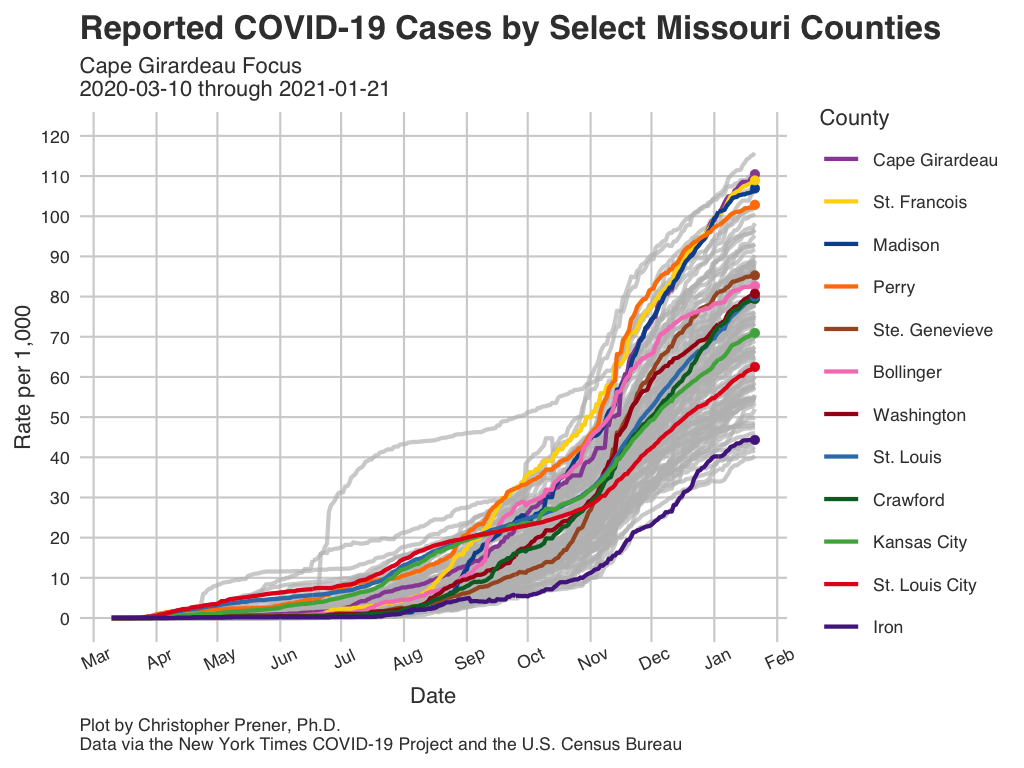 Reported COVID-19 Cases by Select Missouri Counties
Cape Girardeau Focus
2020-03-10 through 2021-01-21
County
Cape Girardeau
St. Francois
Madison
Perry
Ste. Genevieve
Bollinger
Washington
St. Louis
Crawford
Kansas City
St. Louis City
Iron
Rate per 1,000
120
110
100
90
80
70
60
50
40
30
20
10
0
Mar
Apr
May
Jun
Jul
Aug
Sep
Oct
Nov
Dec
Jan
Feb
Date
Plot by Christopher Prener, Ph.D.
Data via the New York Times COVID-19 Project and the U.S. Census Bureau